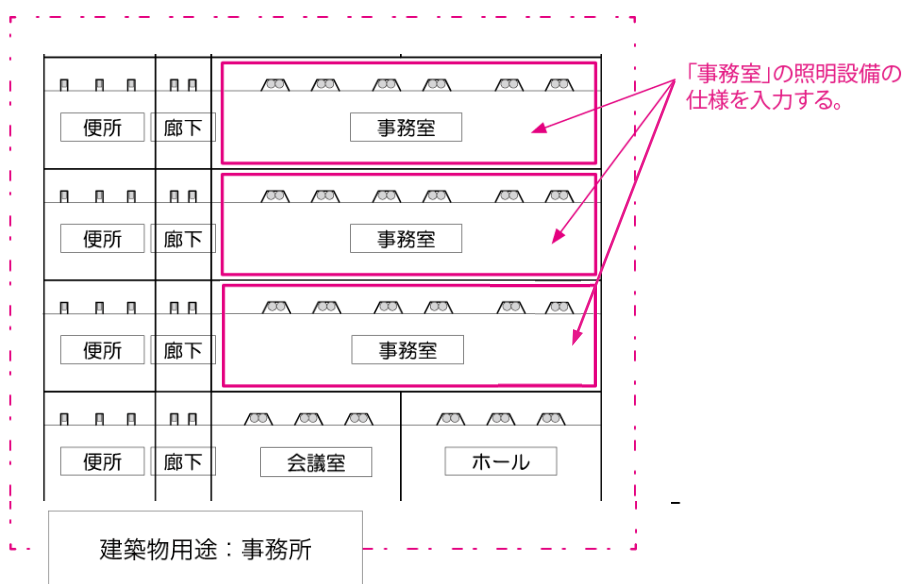 「事務室」の照明設備の
仕様を入力する。
便所 廊下 事務室
便所 廊下 事務室
便所 廊下 事務室
便所 廊下 会議室 ホール
建築物用途：事務所